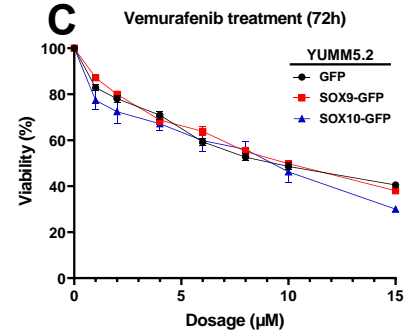 C
Vemurafenib treatment (72h)
YUMM5.2
GFP
SOX9-GFP
SOX10-GFP
Viability (%)
100
80
60
40
20
0
0 5 10 15
Dosage (µM)